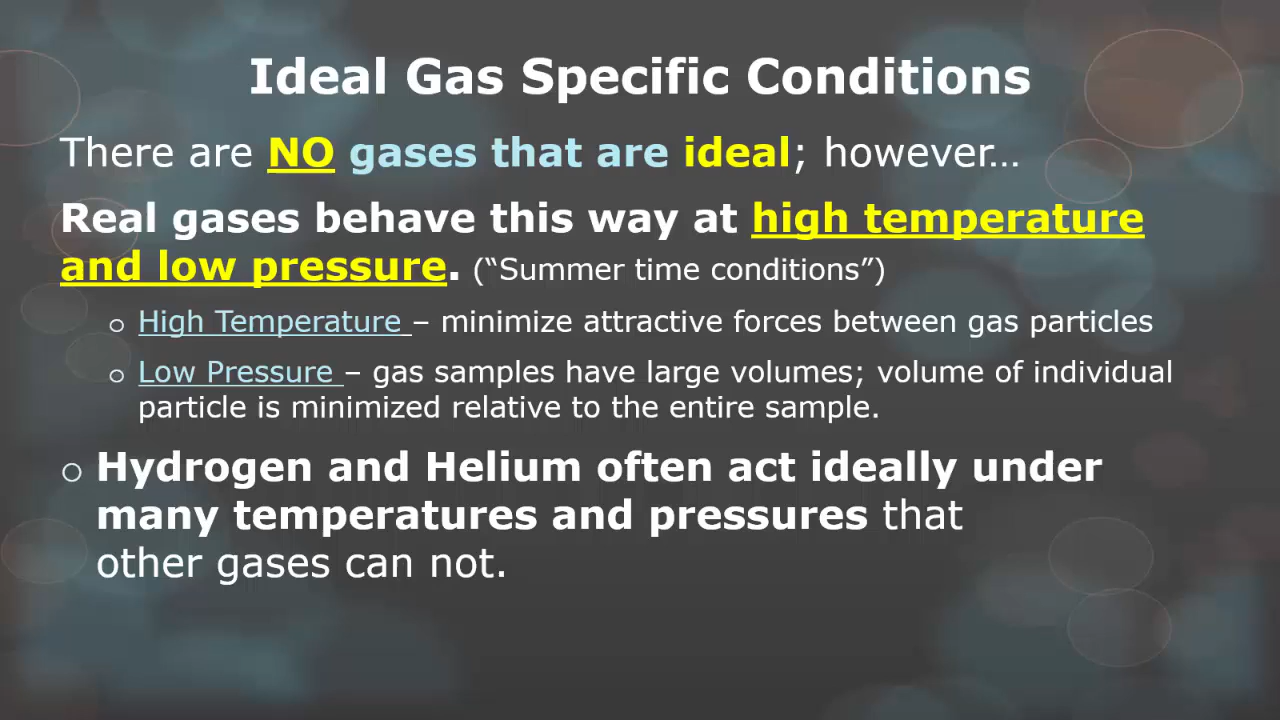 Ideal Gas Specific Conditions
There are NO gases that are ideal; however…
Real gases behave this way at high temperature
and low pressure. (“Summer time conditions”)
High Temperature – minimize attractive forces between gas particles
Low Pressure – gas samples have large volumes; volume of individual
particle is minimized relative to the entire sample.
Hydrogen and Helium often act ideally under
many temperatures and pressures that
other gases can not.